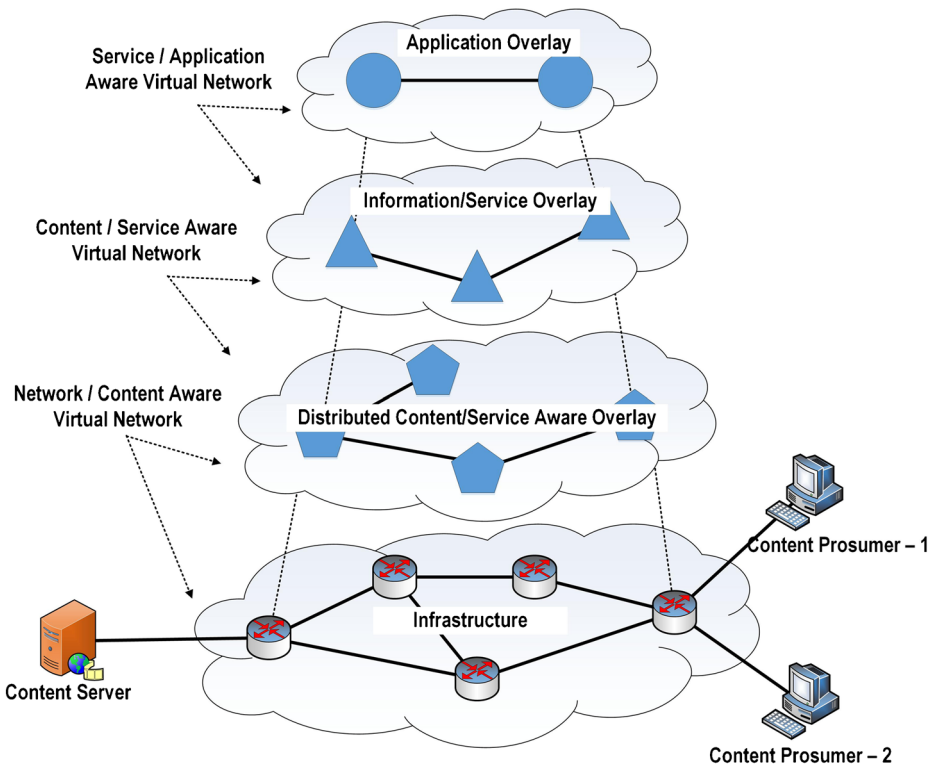 Application Overlay
Service / Application
Aware Virtual Network
Information/Service Overlay
Content / Service Aware
Virtual Network
Network / Content Aware
Virtual Network
Distributed Content/Service Aware Overlay
Content Prosumer – 1
Infrastructure
Content Server
Content Prosumer – 2